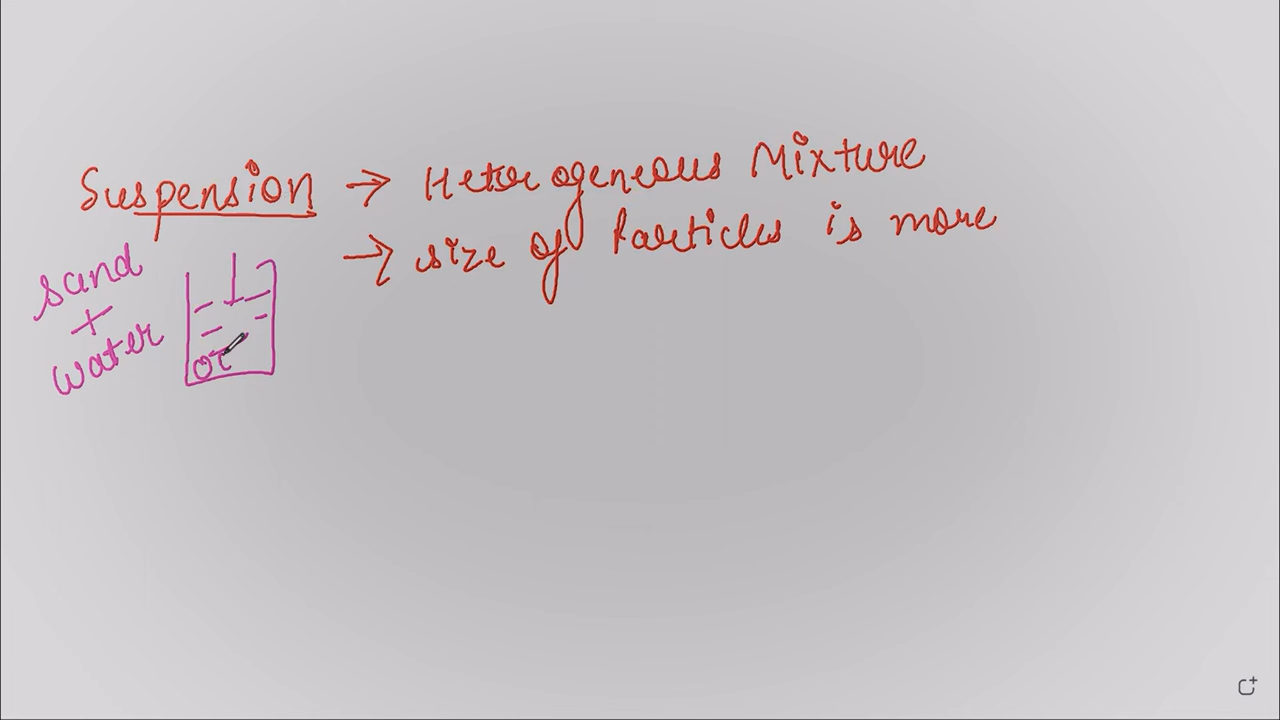 Suspension → Heterogeneous Mixture
→ size of Particles is more
sand
+
water